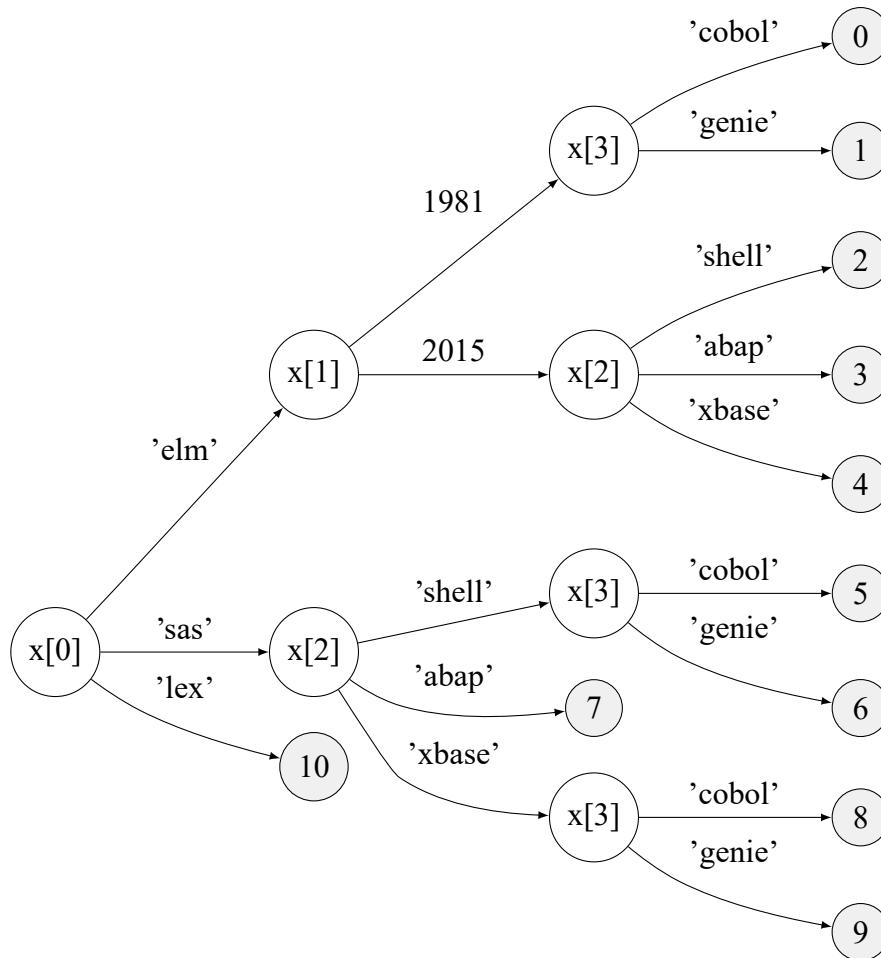 ’cobol’
0
x[3]
’genie’
1
1981
’shell’
2
x[1]
2015
x[2]
’abap’
3
’xbase’
4
’elm’
’cobol’
’shell’
x[3]
5
’genie’
x[0]
’sas’
x[2]
’abap’
’lex’
7
6
10
’xbase’
’cobol’
x[3]
8
’genie’
9